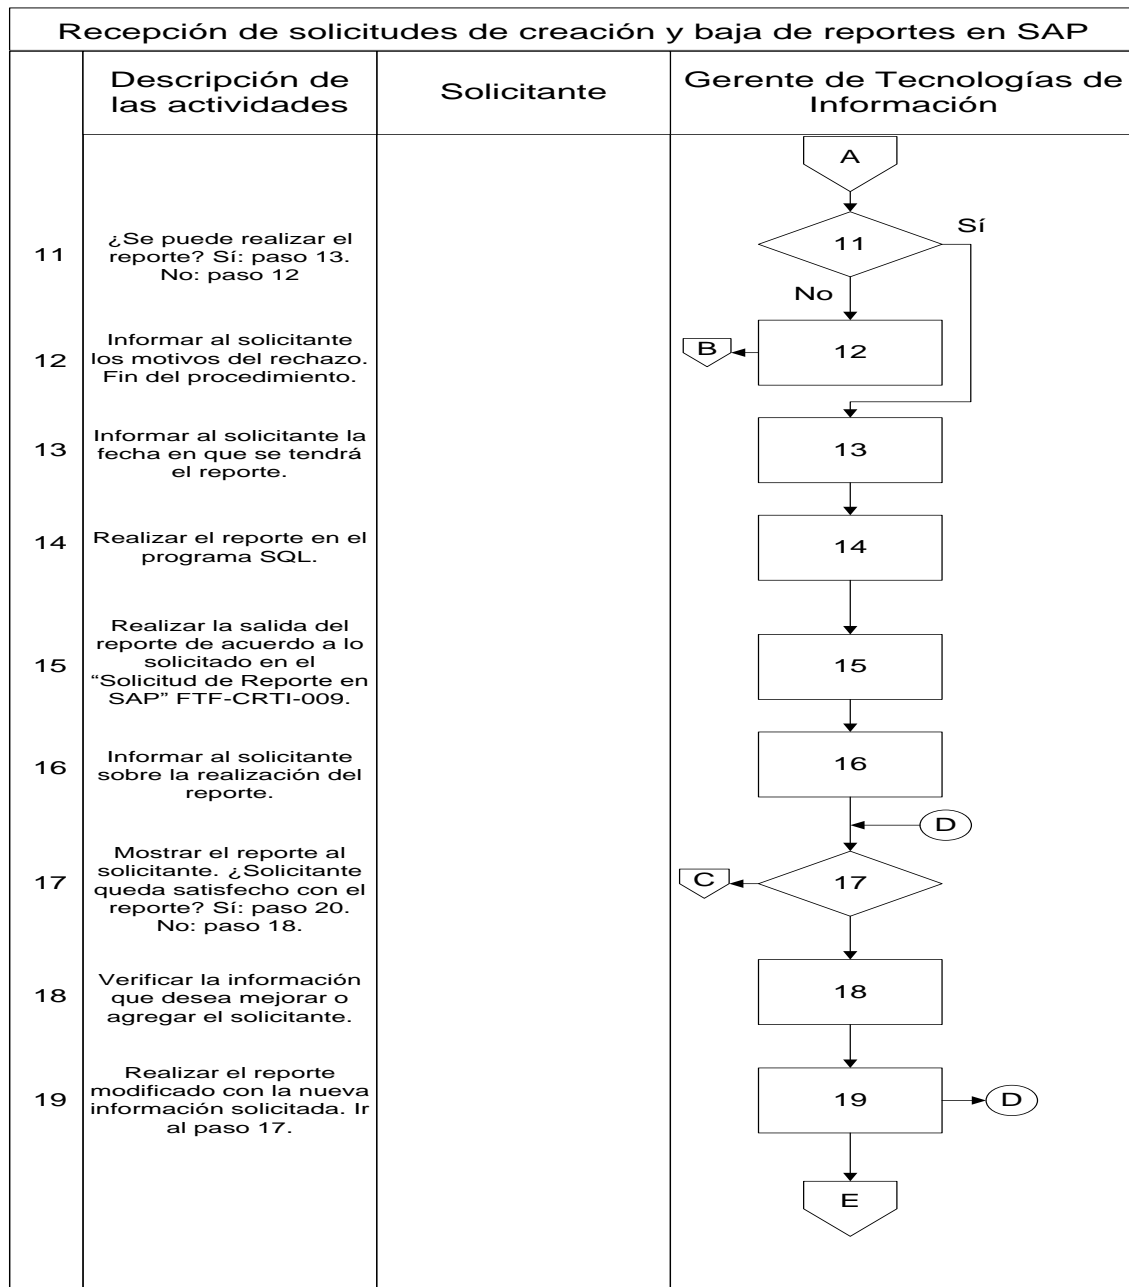 Recepción de solicitudes de creación y baja de reportes en SAP
Descripción de
las actividades
Solicitante
Gerente de Tecnologías de
Información
A
11
¿Se puede realizar el
reporte? Sí: paso 13.
No: paso 12
11
Sí
No
12
Informar al solicitante
los motivos del rechazo.
Fin del procedimiento.
B
12
13
Informar al solicitante la
fecha en que se tendrá
el reporte.
13
14
Realizar el reporte en el
programa SQL.
14
15
Realizar la salida del
reporte de acuerdo a lo
solicitado en el
“Solicitud de Reporte en
SAP” FTF-CRTI-009.
15
16
Informar al solicitante
sobre la realización del
reporte.
16
D
17
Mostrar el reporte al
solicitante. ¿Solicitante
queda satisfecho con el
reporte? Sí: paso 20.
No: paso 18.
C
17
18
Verificar la información
que desea mejorar o
agregar el solicitante.
18
19
Realizar el reporte
modificado con la nueva
información solicitada. Ir
al paso 17.
19
D
E